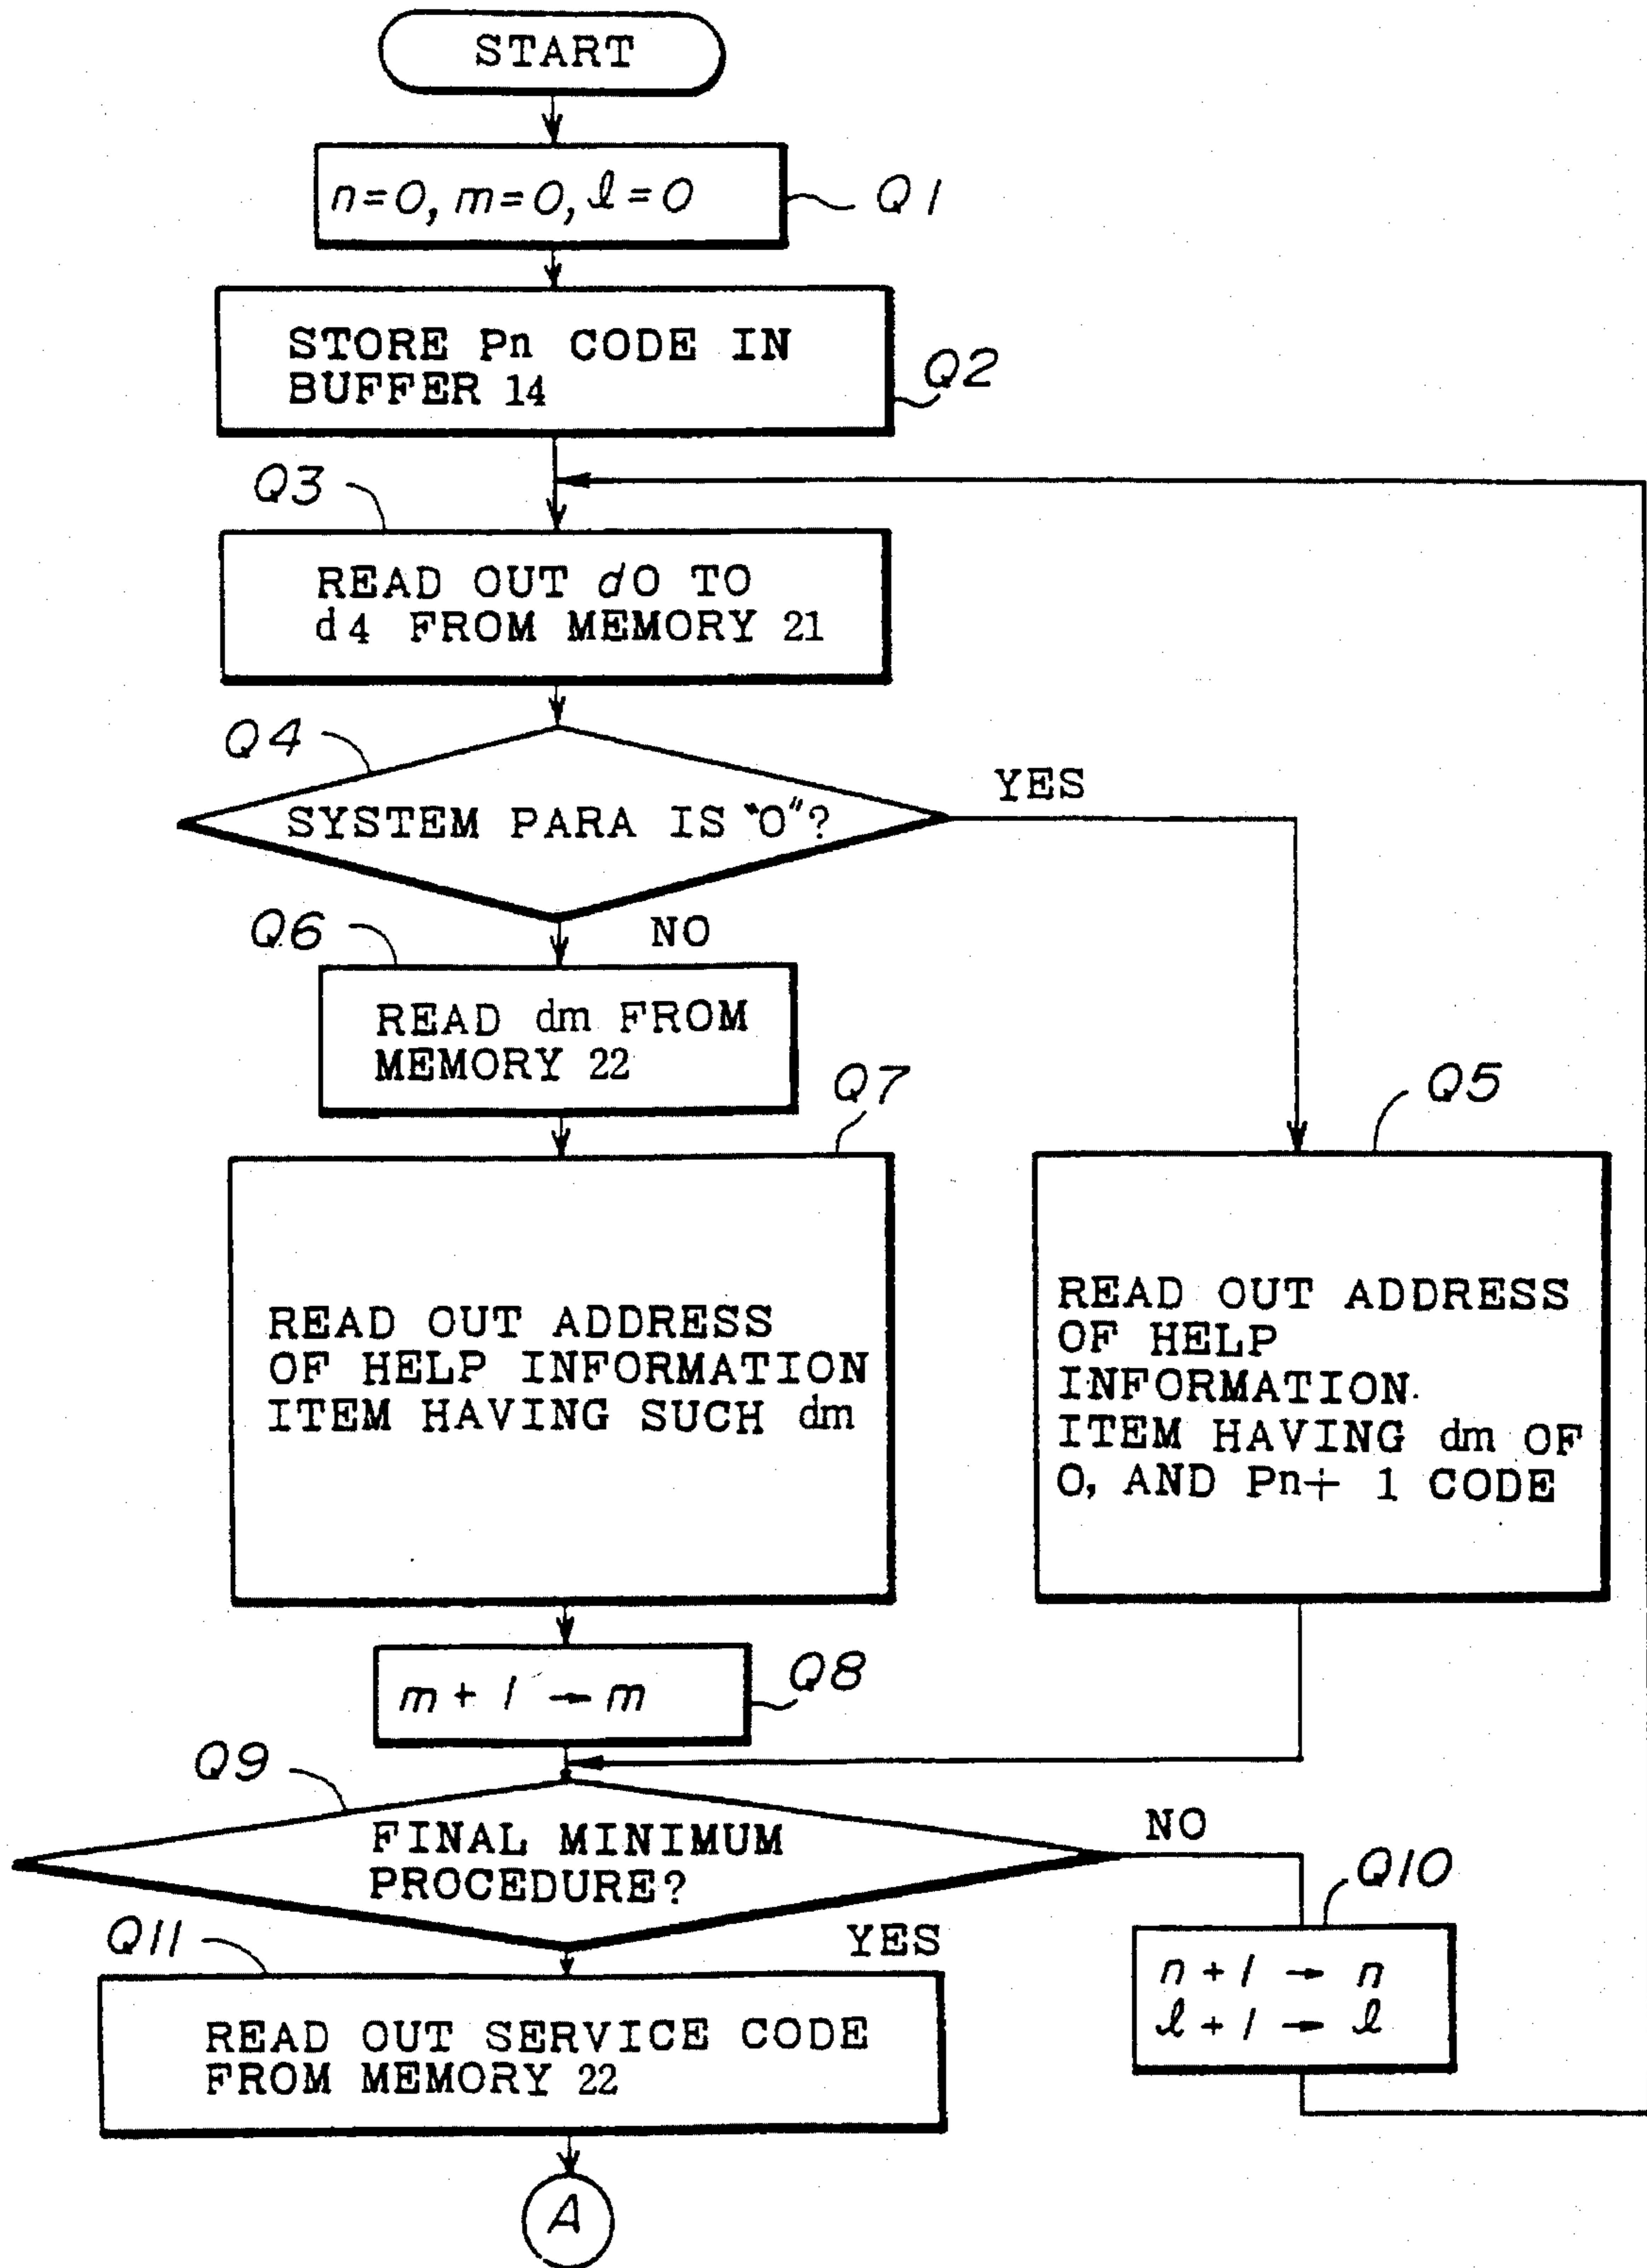 START
n=0, m=0, ℓ=0
Q1
STORE Pn CODE IN
BUFFER 14
Q2
Q3
READ OUT d0 TO
d4 FROM MEMORY 21
Q4
SYSTEM PARA IS "0"?
YES
NO
Q6
READ dm FROM
MEMORY 22
Q7
Q5
READ OUT ADDRESS
OF HELP INFORMATION
ITEM HAVING SUCH dm
READ OUT ADDRESS
OF HELP
INFORMATION
ITEM HAVING dm OF
0, AND Pn+ 1 CODE
m + 1 → m
Q8
Q9
FINAL MINIMUM
PROCEDURE?
NO
Q10
YES
n + 1 → n
ℓ + 1 → ℓ
Q11
READ OUT SERVICE CODE
FROM MEMORY 22
A